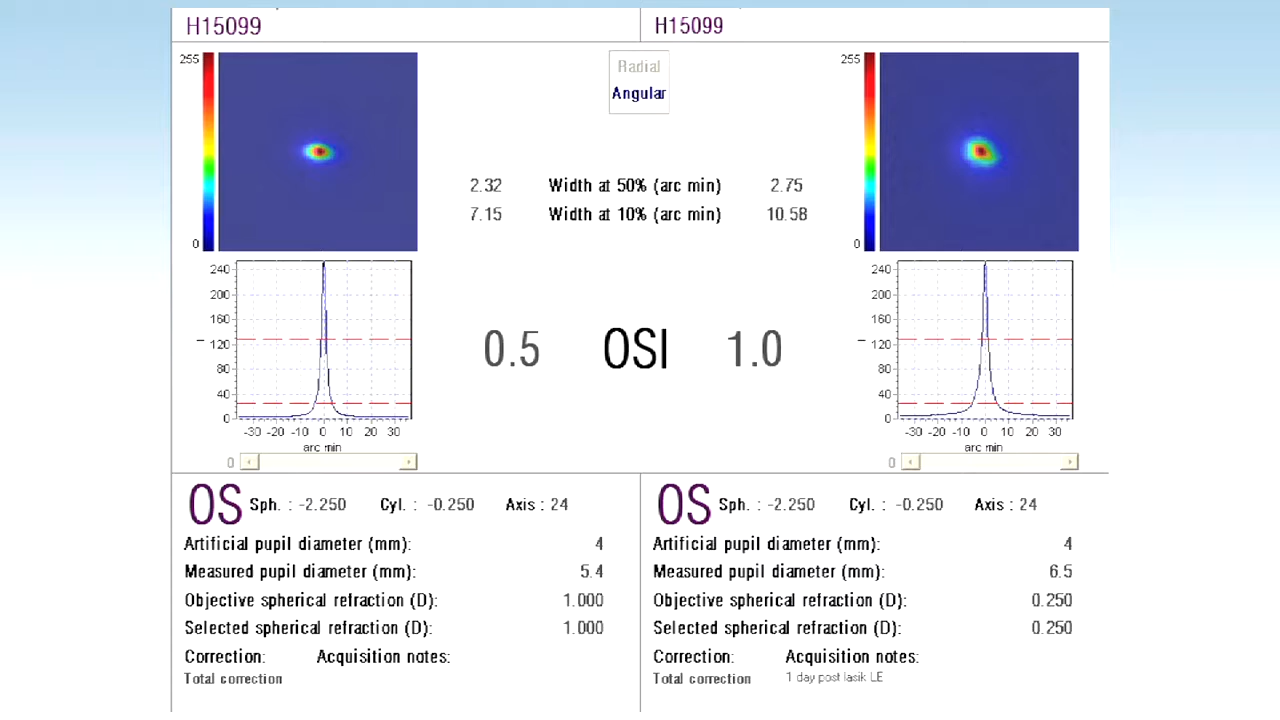 H15099
H15099
255
Radial
Angular
255
2.32 Width at 50% (arc min) 2.75
7.15 Width at 10% (arc min) 10.58
0
0
240
200
160
120
80
40
0
-30 -20 -10 0 10 20 30
arc min
0
0.5 OSI 1.0
240
200
160
120
80
40
0
-30 -20 -10 0 10 20 30
arc min
0
OS Sph. : -2.250 Cyl. : -0.250 Axis : 24
Artificial pupil diameter (mm): 4
Measured pupil diameter (mm): 5.4
Objective spherical refraction (D): 1.000
Selected spherical refraction (D): 1.000
Correction: Acquisition notes:
Total correction
OS Sph. : -2.250 Cyl. : -0.250 Axis : 24
Artificial pupil diameter (mm): 4
Measured pupil diameter (mm): 6.5
Objective spherical refraction (D): 0.250
Selected spherical refraction (D): 0.250
Correction: Acquisition notes:
Total correction 1 day post lasik LE